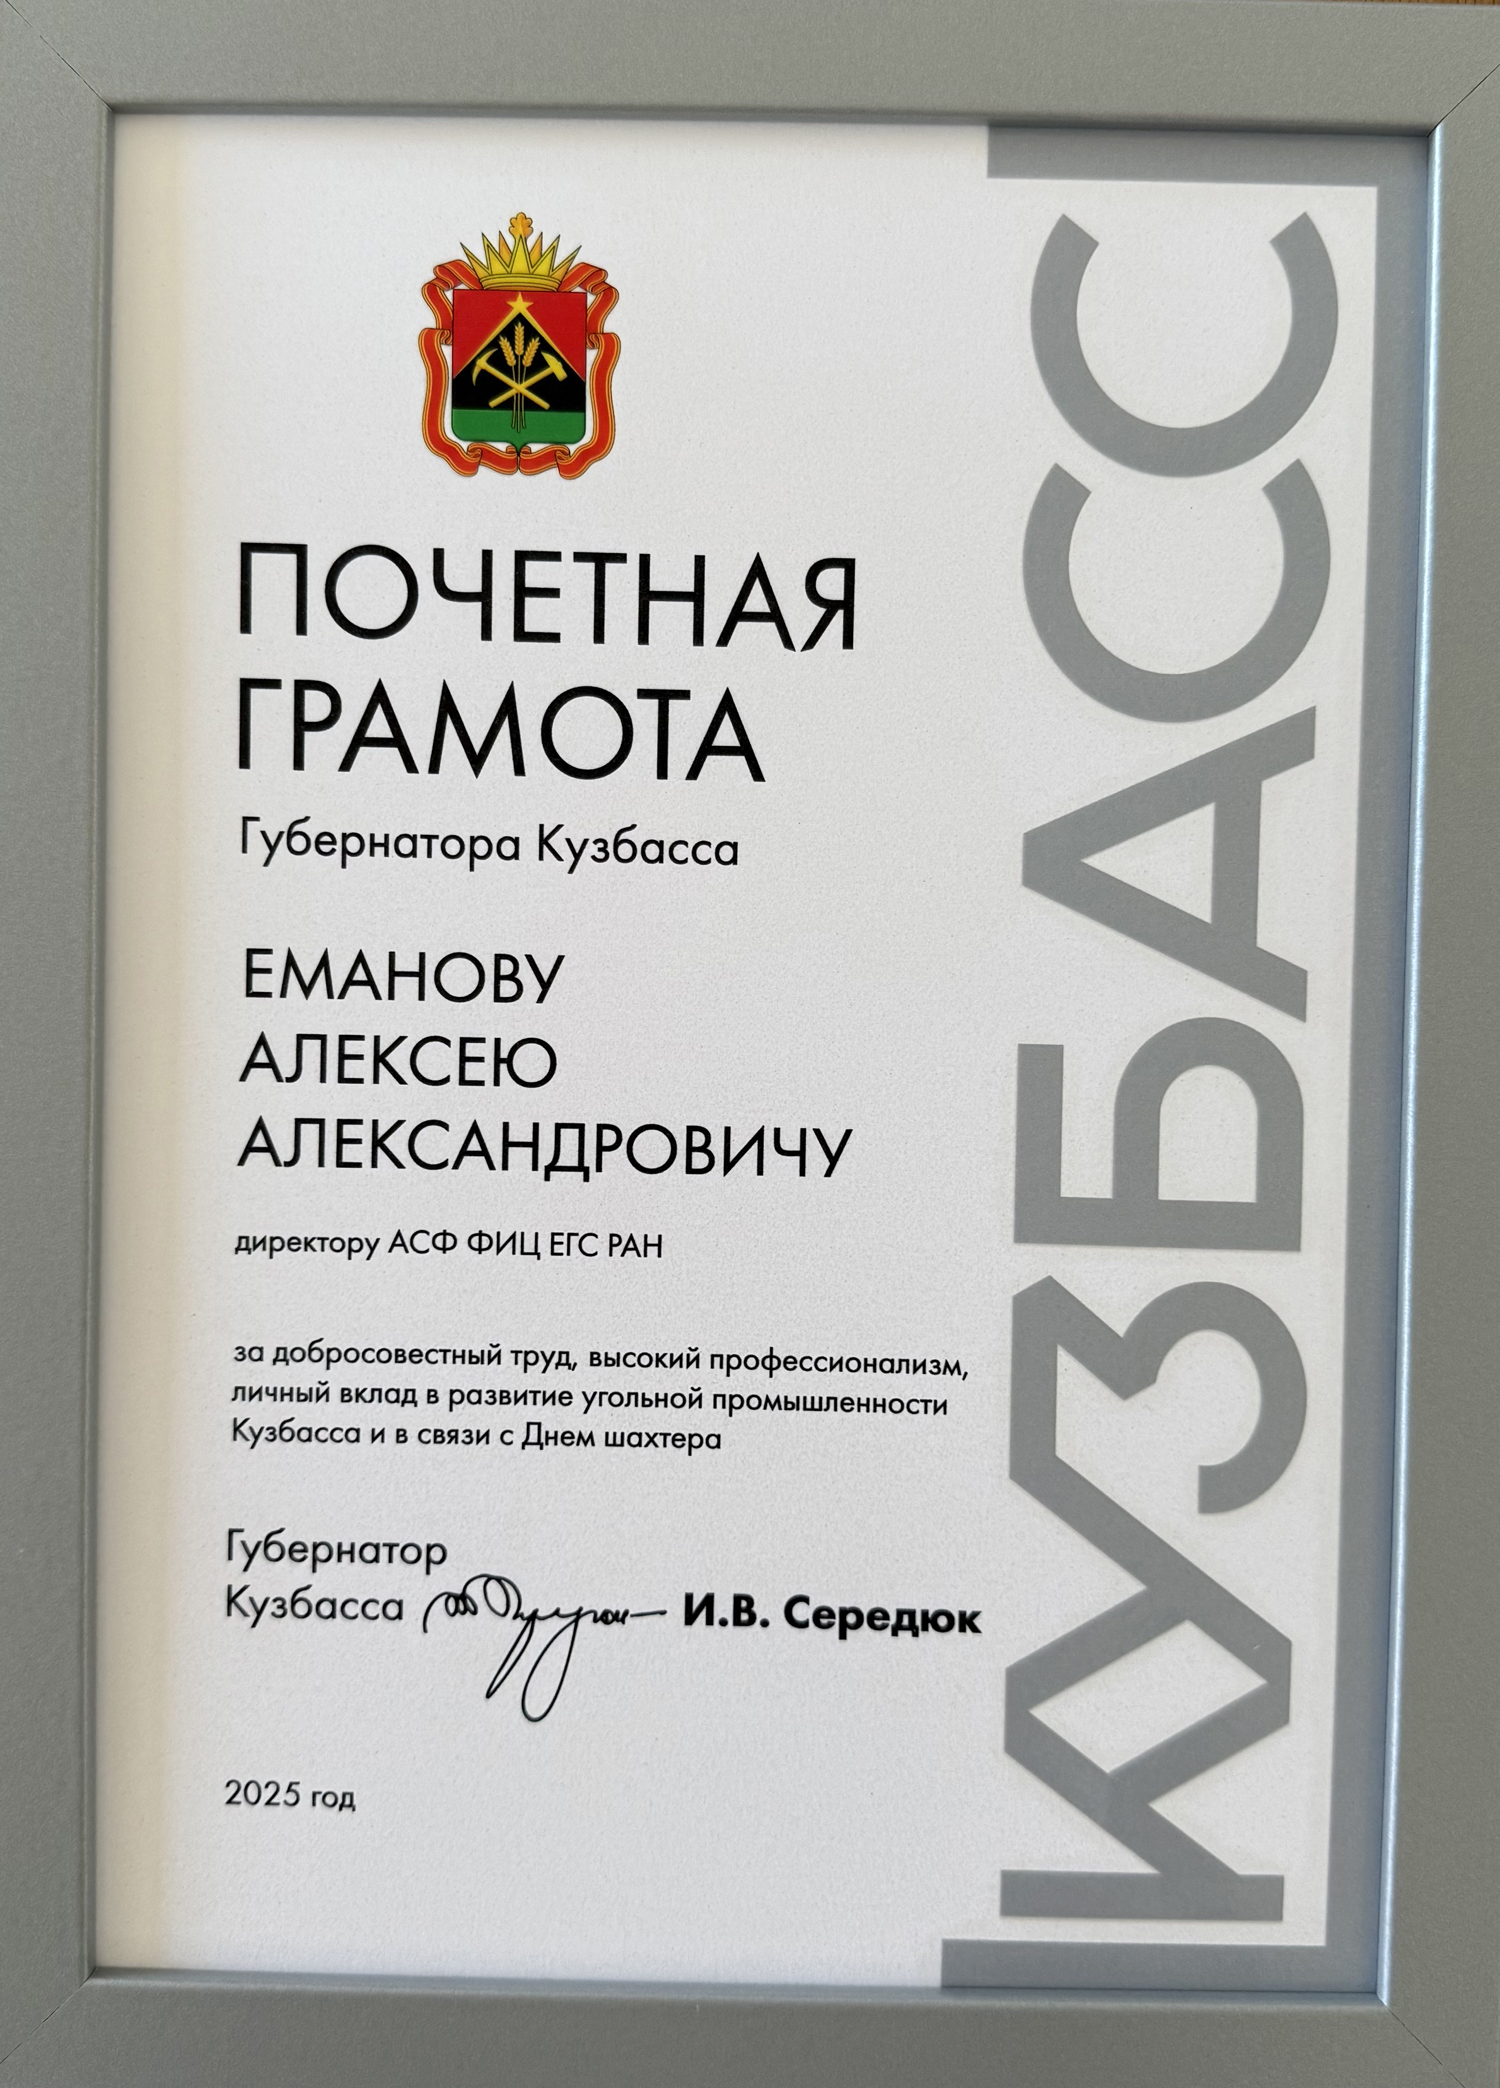 ПОЧЕТНАЯ
ГРАМОТА
Губернатора Кузбасса
ЕМАНОВУ
АЛЕКСЕЮ
АЛЕКСАНДРОВИЧУ
директору АСФ ФИЦ ЕГС РАН
за добросовестный труд, высокий профессионализм,
личный вклад в развитие угольной промышленности
Кузбасса и в связи с Днем шахтера
Губернатор
Кузбасса И.В. Середюк
2025 год
КУЗБАСС